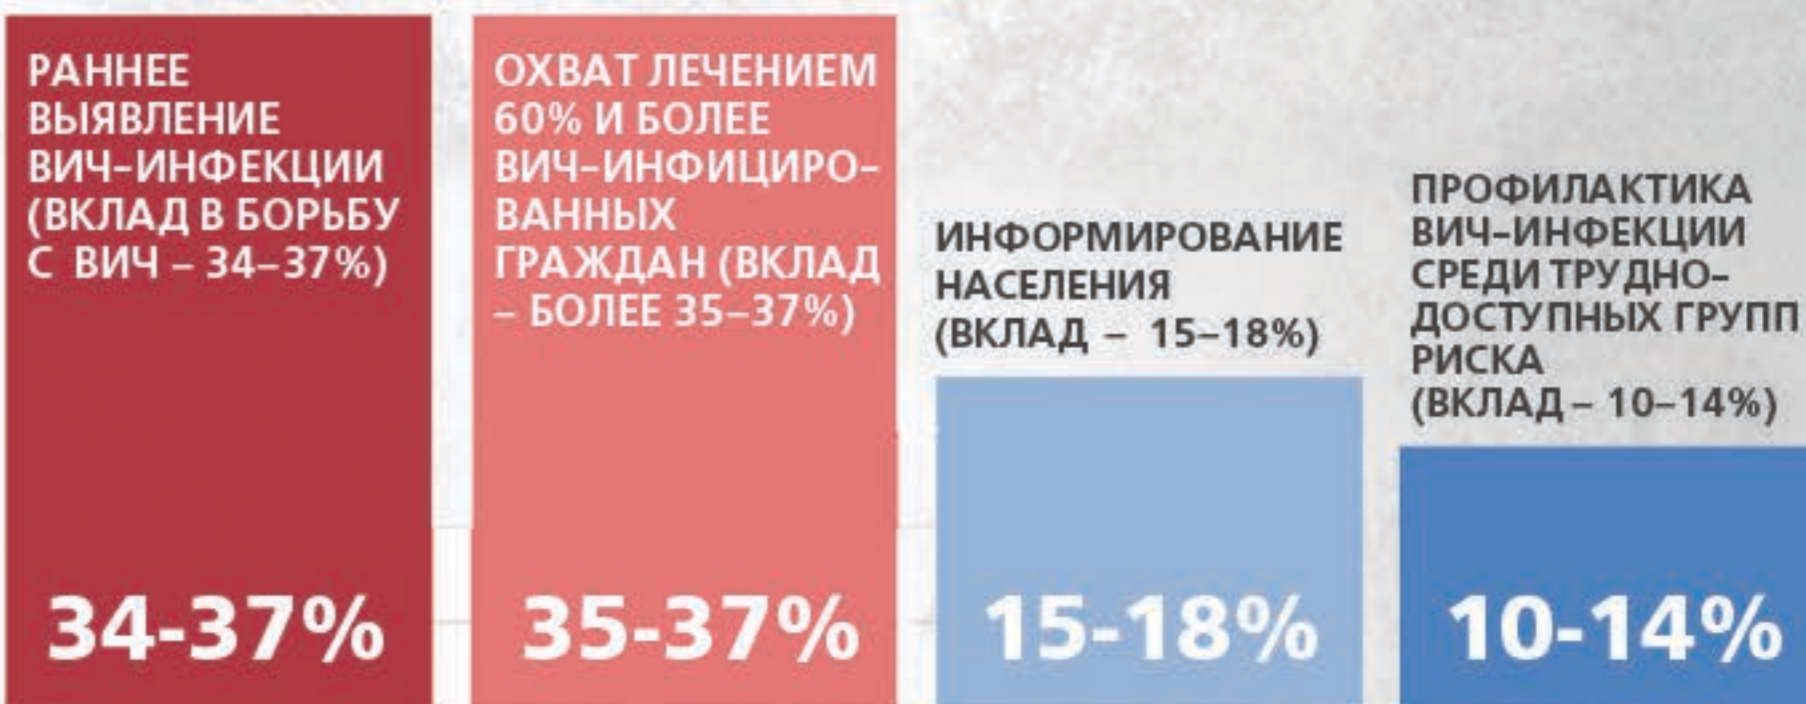 РАННЕЕ
ВЫЯВЛЕНИЕ
ВИЧ-ИНФЕКЦИИ
(ВКЛАД В БОРЬБУ
С ВИЧ – 34–37%)
34-37%
ОХВАТ ЛЕЧЕНИЕМ
60% И БОЛЕЕ
ВИЧ-ИНФИЦИРО-
ВАННЫХ
ГРАЖДАН (ВКЛАД
– БОЛЕЕ 35–37%)
35-37%
ИНФОРМИРОВАНИЕ
НАСЕЛЕНИЯ
(ВКЛАД – 15–18%)
15-18%
ПРОФИЛАКТИКА
ВИЧ-ИНФЕКЦИИ
СРЕДИ ТРУДНО-
ДОСТУПНЫХ ГРУПП
РИСКА
(ВКЛАД – 10–14%)
10-14%